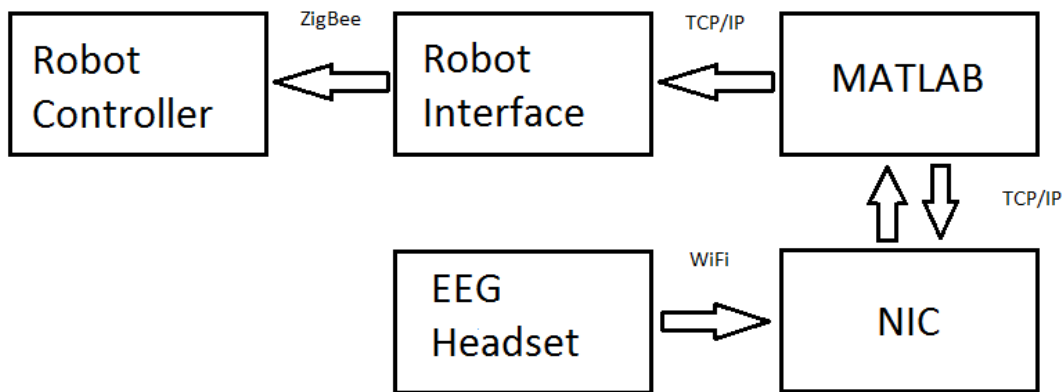 ZigBee
TCP/IP
Robot
Controller
Robot
Interface
MATLAB
TCP/IP
WiFi
EEG
Headset
NIC